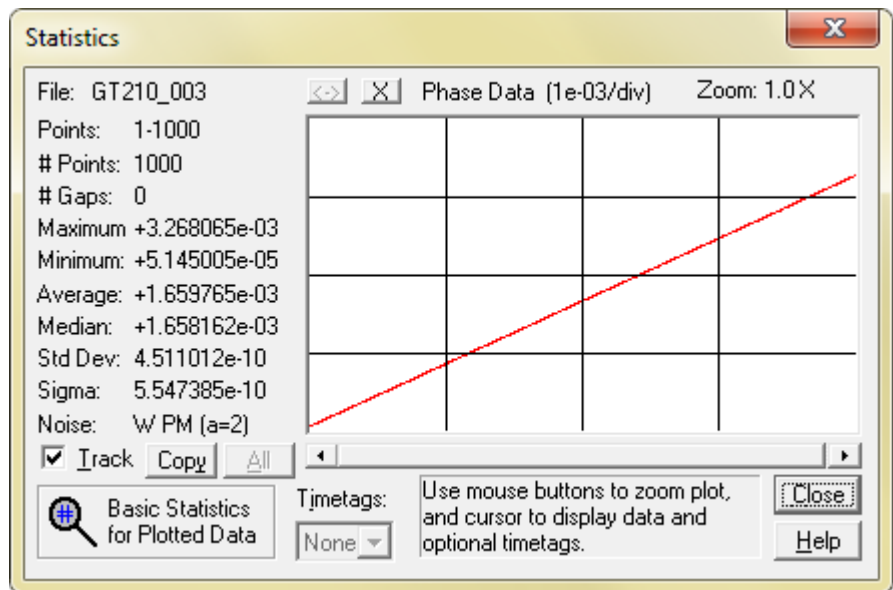 Statistics
X
File: GT210_003
<-> X Phase Data (1e-03/div) Zoom: 1.0X
Points: 1-1000
# Points: 1000
# Gaps: 0
Maximum +3.268065e-03
Minimum: +5.145005e-05
Average: +1.659765e-03
Median: +1.658162e-03
Std Dev: 4.511012e-10
Sigma: 5.547385e-10
Noise: W PM (a=2)
Track Copy All
# Basic Statistics
for Plotted Data
Timetags:
None
Use mouse buttons to zoom plot,
and cursor to display data and
optional timetags.
Close
Help